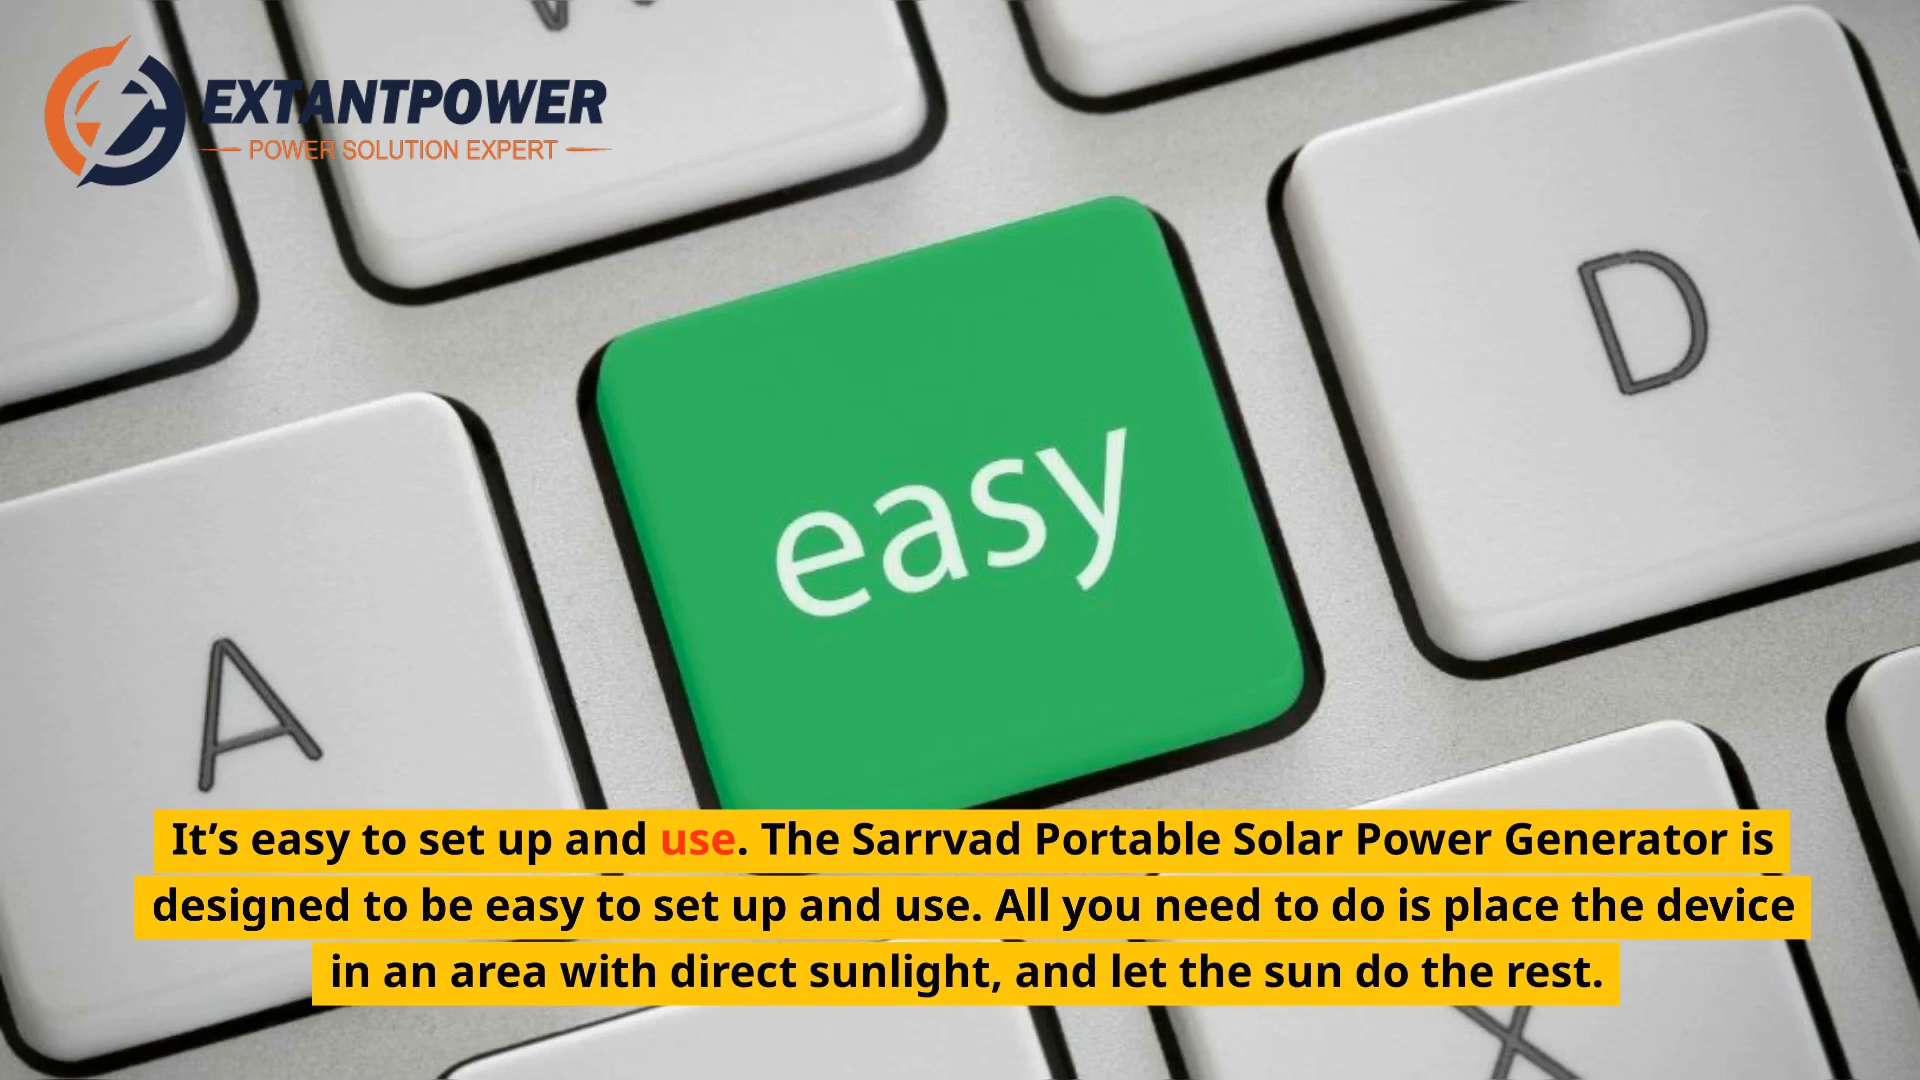 EXTANTPOWER
POWER SOLUTION EXPERT
easy
D
A
It’s easy to set up and use. The Sarrvad Portable Solar Power Generator is
designed to be easy to set up and use. All you need to do is place the device
in an area with direct sunlight, and let the sun do the rest.
X